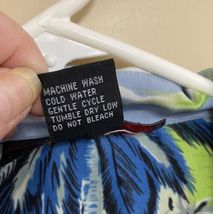 MACHINE WASH
COLD WATER
GENTLE CYCLE
TUMBLE DRY LOW
DO NOT BLEACH